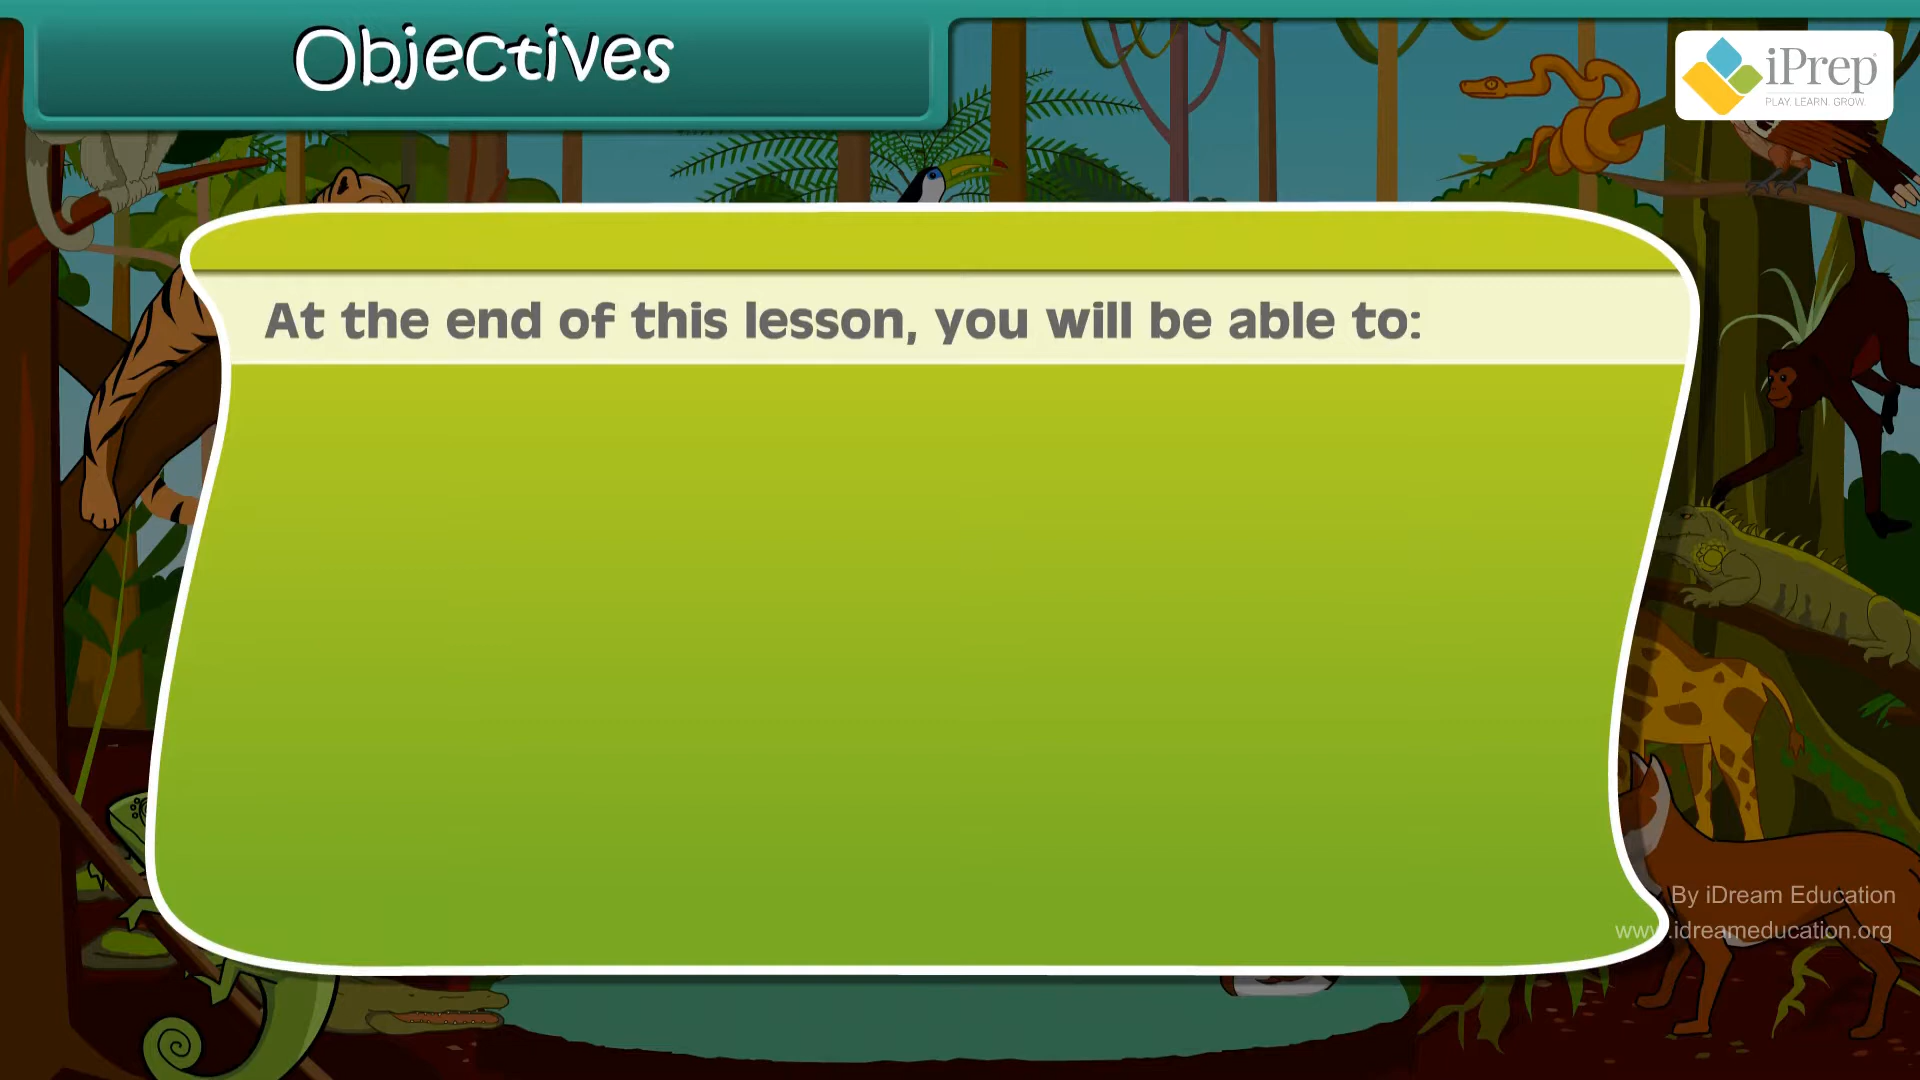 Objectives
iPrep
PLAY. LEARN. GROW.
At the end of this lesson, you will be able to:
By iDream Education
www.idreameducation.org